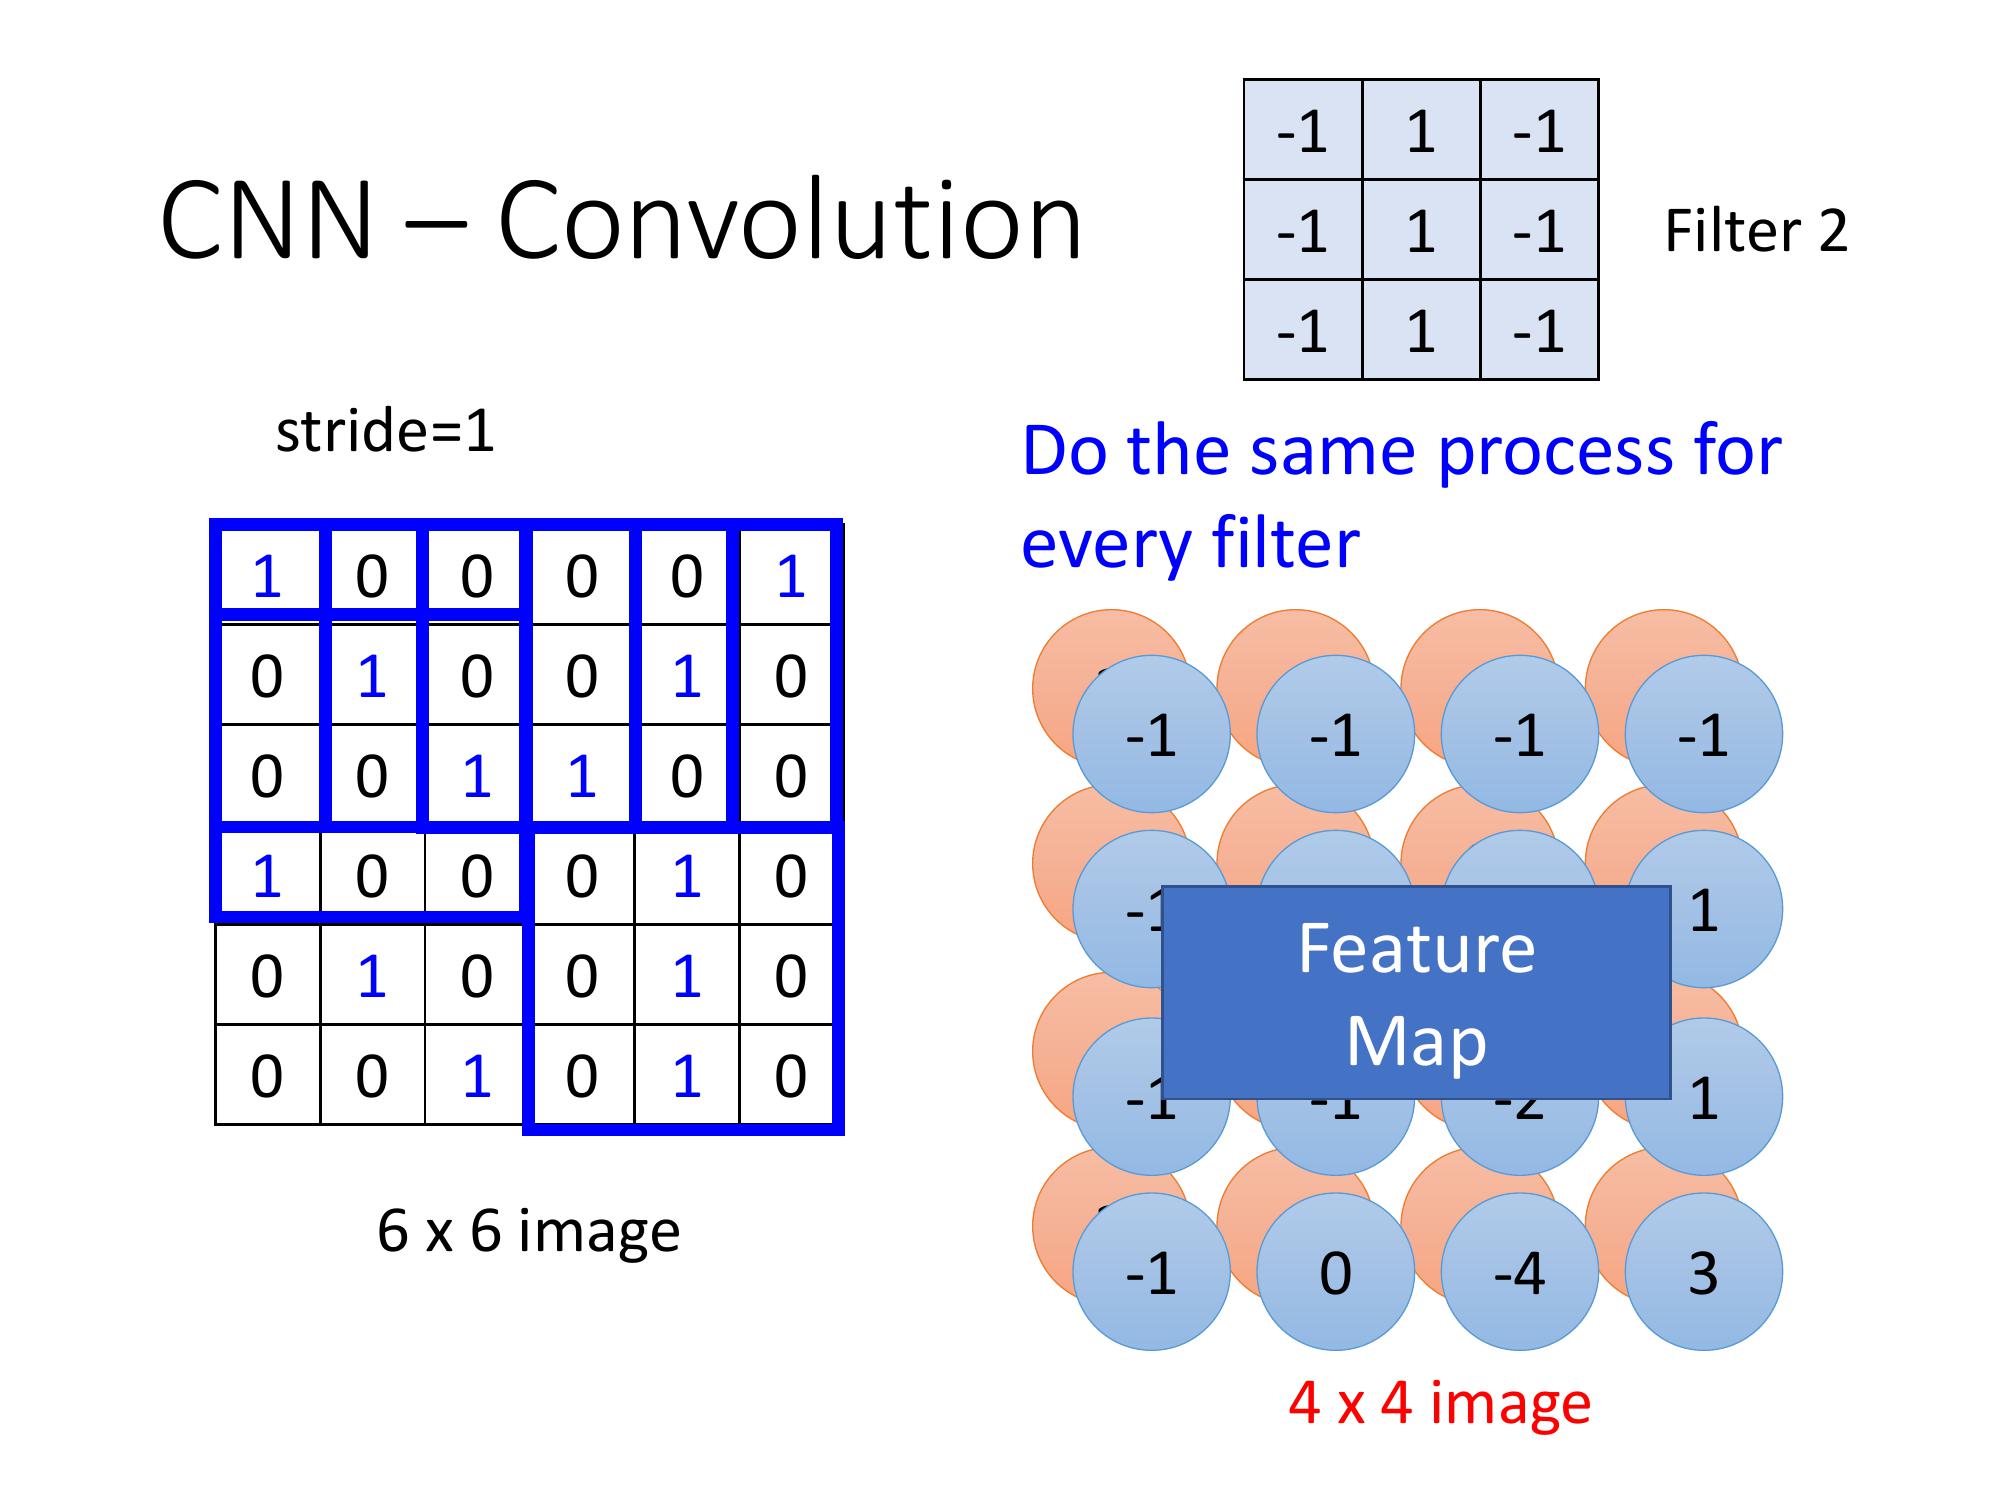 -1 1 -1
CNN – Convolution
-1 1 -1
Filter 2
-1 1 -1
stride=1
Do the same process for
every filter
1 0 0 0 0 1
0 1 0 0 1 0
0 0 1 1 0 0
1 0 0 0 1 0
0 1 0 0 1 0
0 0 1 0 1 0
6 x 6 image
-1 -1 -1 -1
-1 1
Feature
Map
-1 -1 -2 1
-1 0 -4 3
4 x 4 image